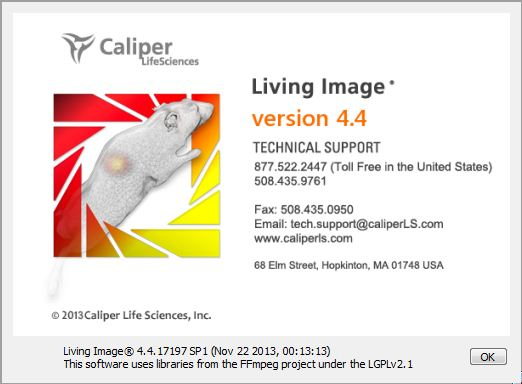 Caliper
LifeSciences
Living Image®
version 4.4
TECHNICAL SUPPORT
877.522.2447 (Toll Free in the United States)
508.435.9761
Fax: 508.435.0950
Email: tech.support@caliperLS.com
www.caliperls.com
68 Elm Street, Hopkinton, MA 01748 USA
© 2013 Caliper Life Sciences, Inc.
Living Image® 4.4.17197 SP1 (Nov 22 2013, 00:13:13)
This software uses libraries from the FFmpeg project under the LGPLv2.1
OK